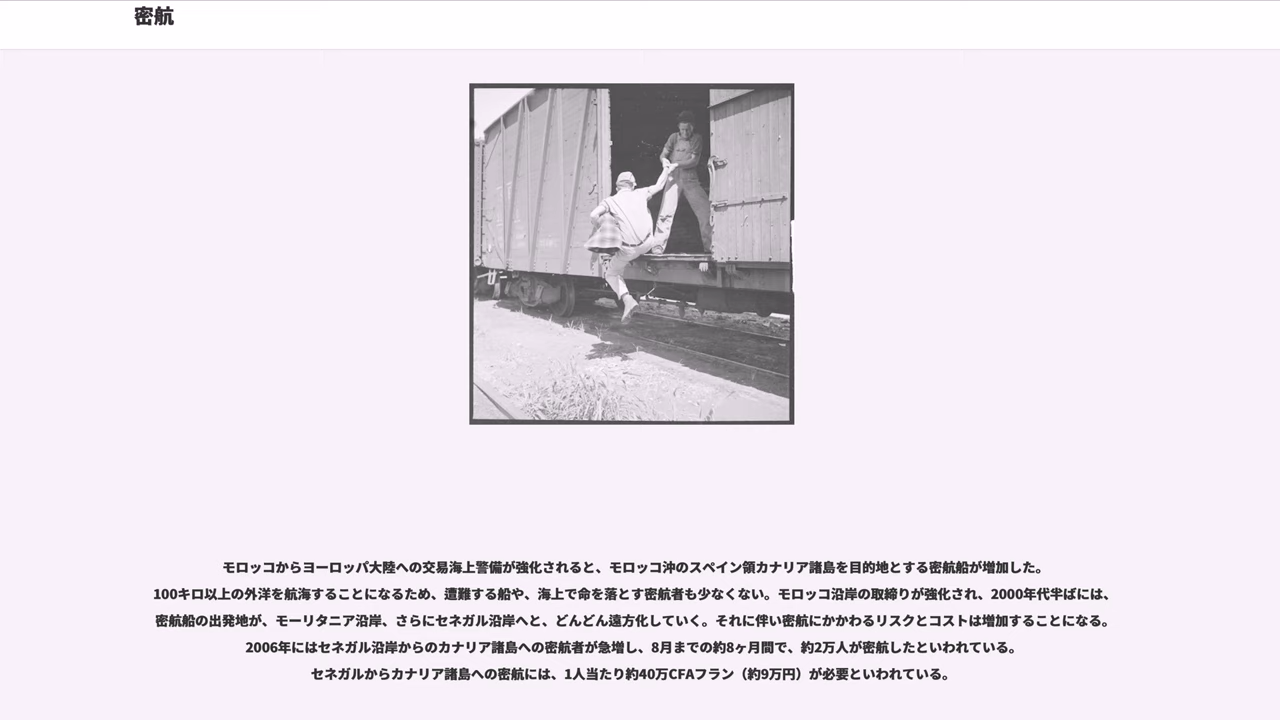 密航
モロッコからヨーロッパ大陸への交易海上警備が強化されると、モロッコ沖のスペイン領カナリア諸島を目的地とする密航船が増加した。
100キロ以上の外洋を航海することになるため、遭難する船や、海上で命を落とす密航者も少なくない。モロッコ沿岸の取締りが強化され、2000年代半ばには、
密航船の出発地が、モーリタニア沿岸、さらにセネガル沿岸へと、どんどん遠方化していく。それに伴い密航にかかわるリスクとコストは増加することになる。
2006年にはセネガル沿岸からのカナリア諸島への密航者が急増し、8月までの約8ヶ月間で、約2万人が密航したといわれている。
セネガルからカナリア諸島への密航には、1人当たり約40万CFAフラン（約9万円）が必要といわれている。